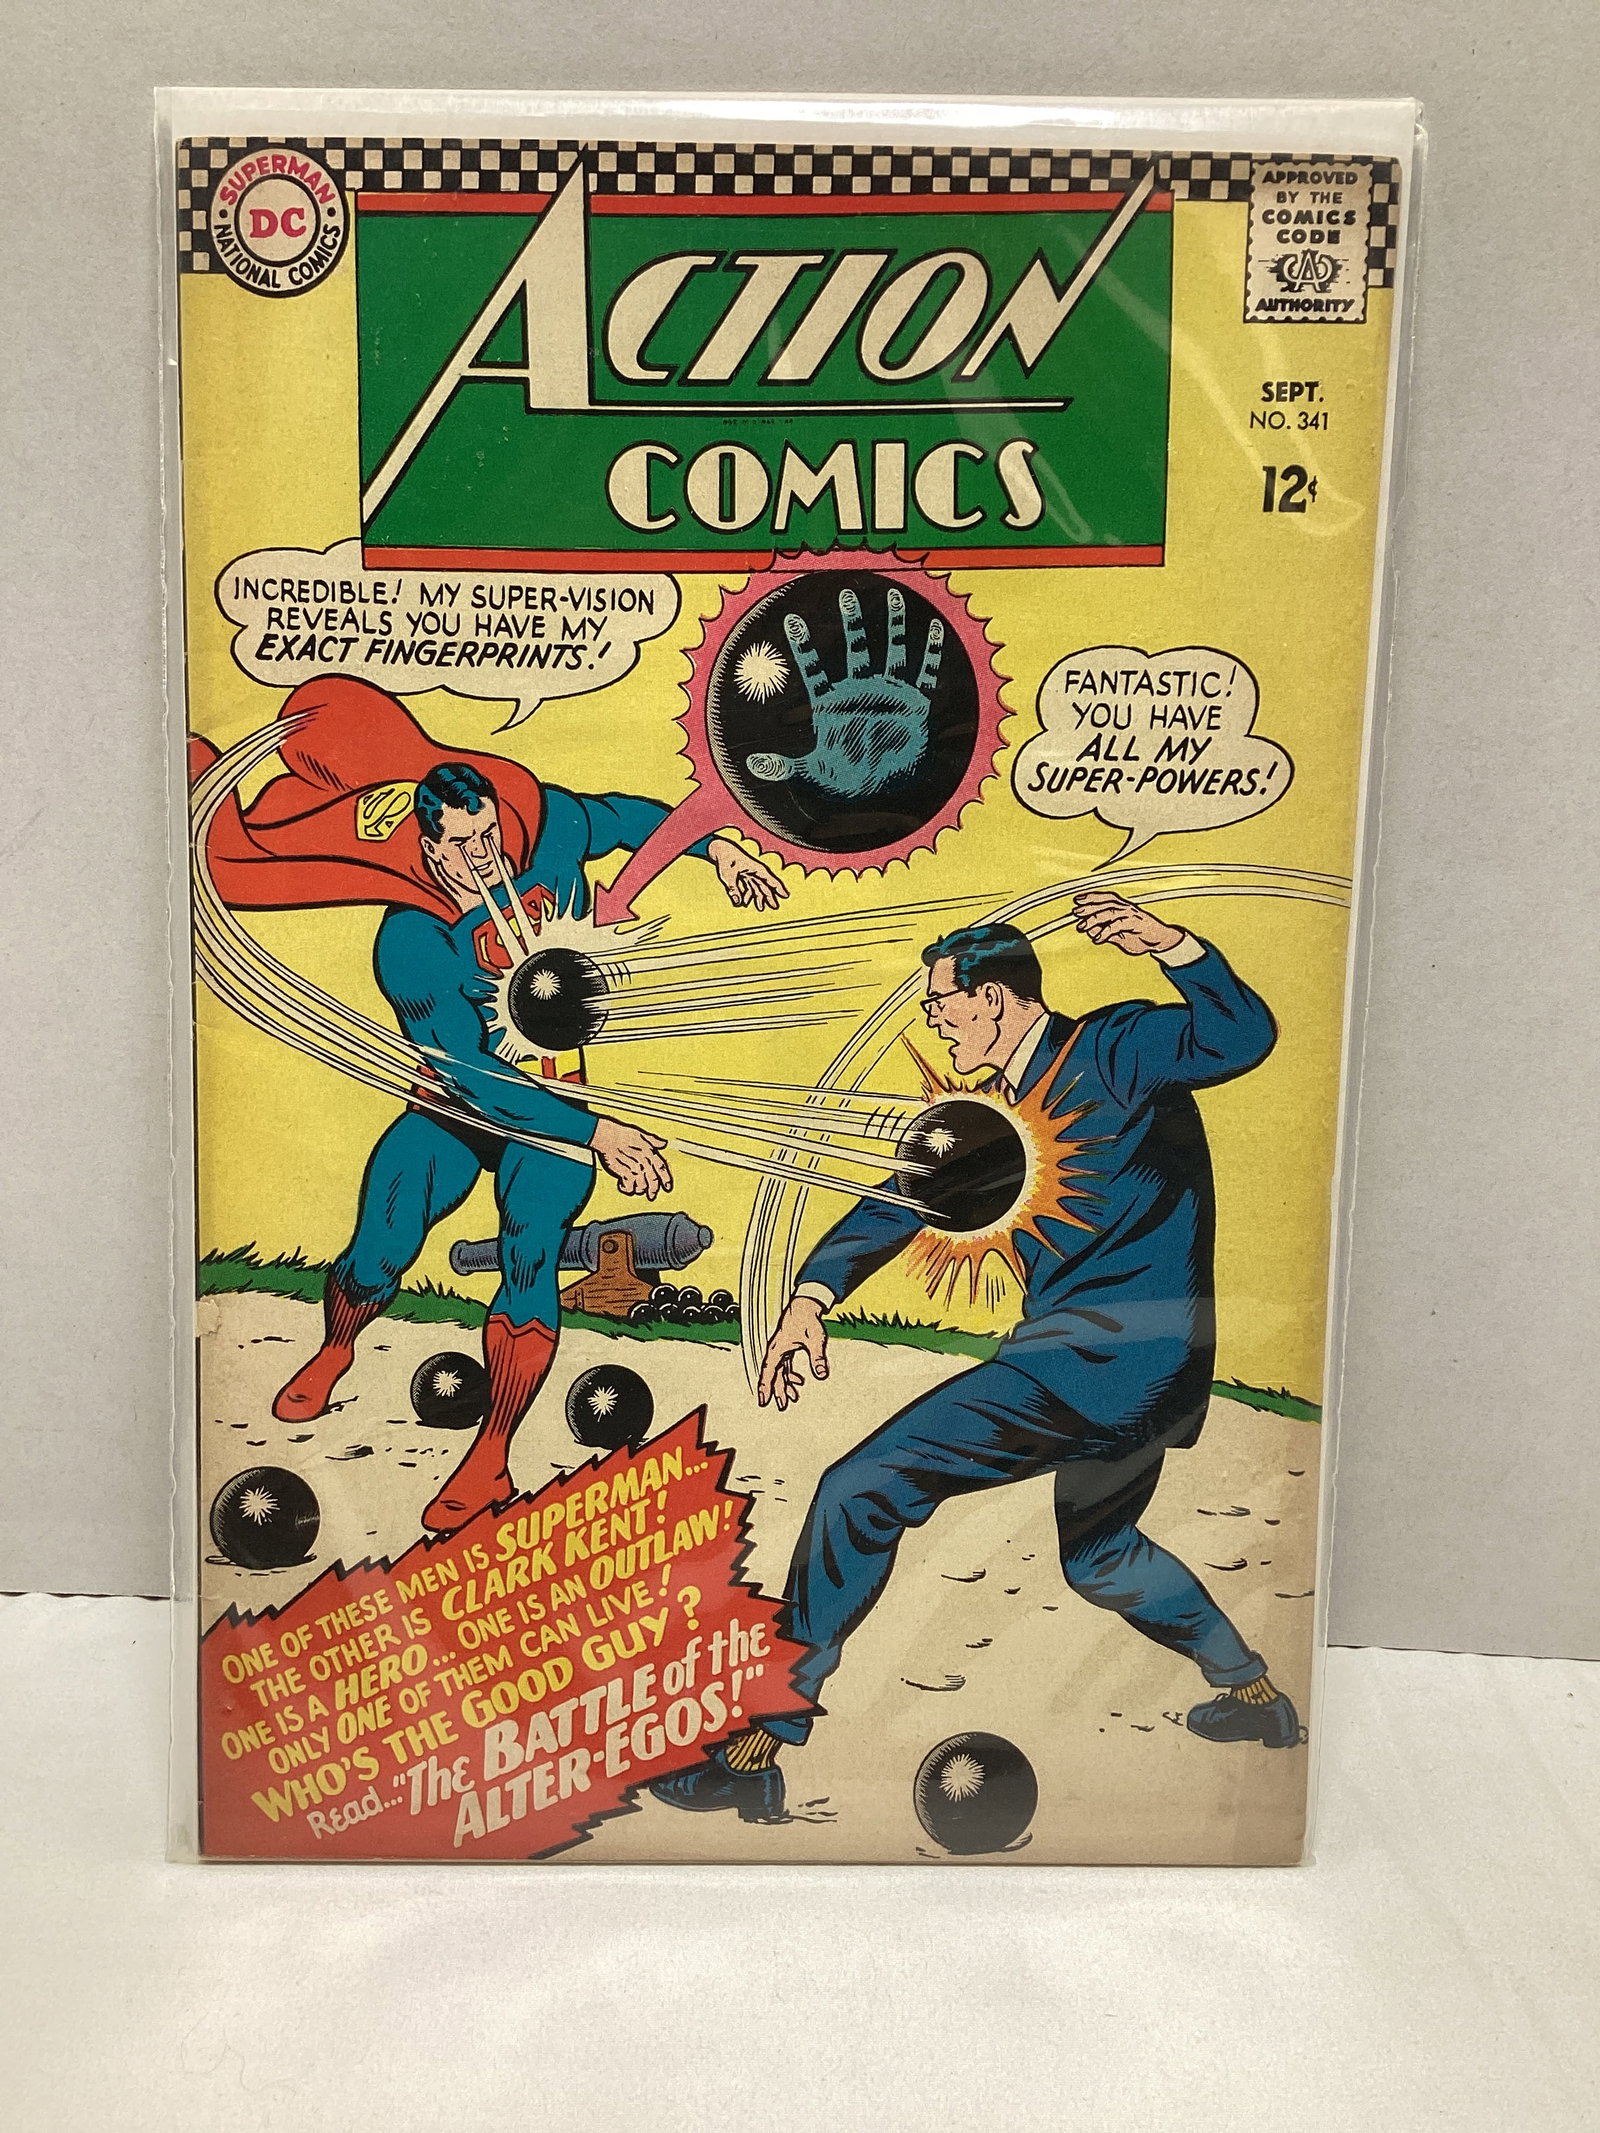 SUPERMAN
DC
NATIONAL COMICS
ACTION
COMICS
APPROVED
BY THE
COMICS
CODE
AUTHORITY
SEPT.
NO. 341
12¢
INCREDIBLE! MY SUPER-VISION
REVEALS YOU HAVE MY
EXACT FINGERPRINTS!
FANTASTIC!
YOU HAVE
ALL MY
SUPER-POWERS!
S
ONE OF THESE MEN IS SUPERMAN...
THE OTHER IS CLARK KENT!
ONE IS A HERO... ONE IS AN OUTLAW!
ONLY ONE OF THEM CAN LIVE!
WHO'S THE GOOD GUY?
Read..."The BATTLE of the
ALTER-EGOS!"